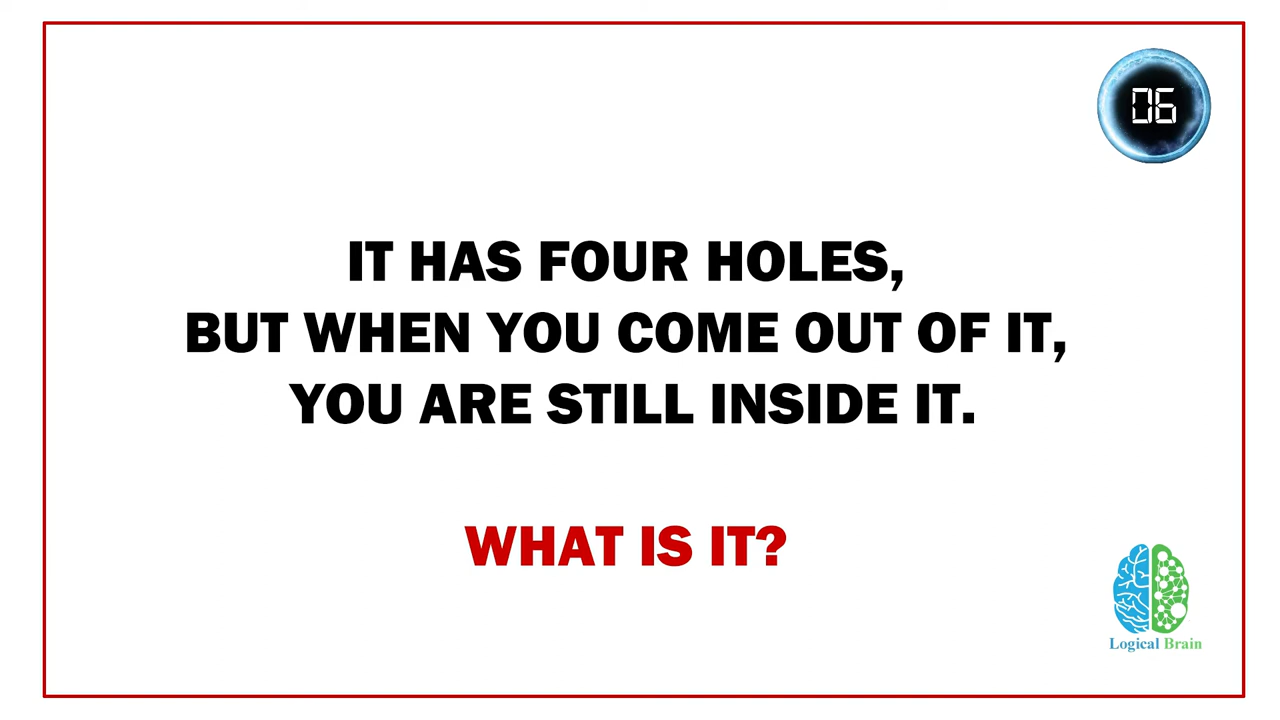 06
IT HAS FOUR HOLES,
BUT WHEN YOU COME OUT OF IT,
YOU ARE STILL INSIDE IT.
WHAT IS IT?
Logical Brain